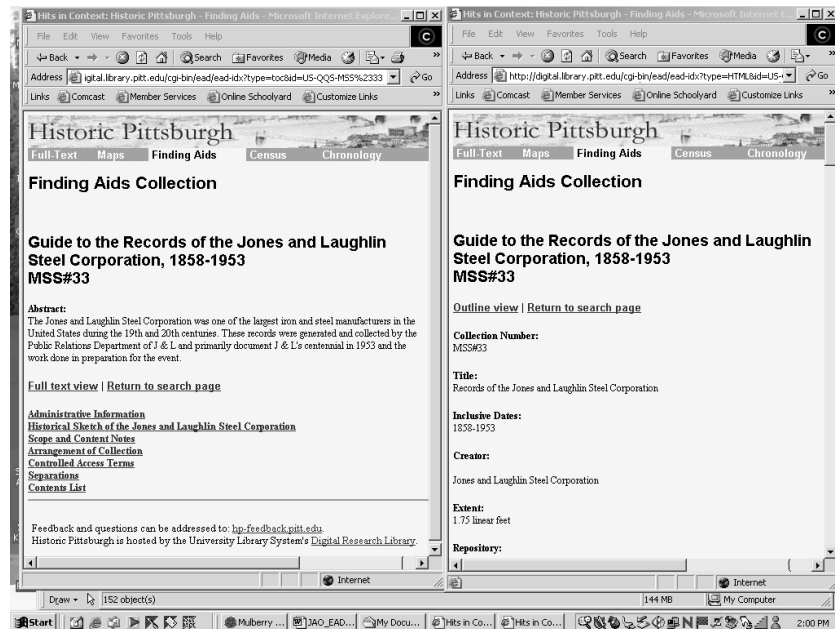 Hits in Context: Historic Pittsburgh - Finding Aids - Microsoft Internet Explore...
File Edit View Favorites Tools Help
Back Search Favorites Media
Address igital.library.pitt.edu/cgi-bin/ead/ead-idx?type=toc&id=US-QQS-MSS%2333 Go
Links Comcast Member Services Online Schoolyard Customize Links
Historic Pittsburgh
Full-Text Maps Finding Aids Census Chronology
Finding Aids Collection
Guide to the Records of the Jones and Laughlin
Steel Corporation, 1858-1953
MSS#33
Abstract:
The Jones and Laughlin Steel Corporation was one of the largest iron and steel manufacturers in the
United States during the 19th and 20th centuries. These records were generated and collected by the
Public Relations Department of J & L and primarily document J & L's centennial in 1953 and the
work done in preparation for the event.
Full text view | Return to search page
Administrative Information
Historical Sketch of the Jones and Laughlin Steel Corporation
Scope and Content Notes
Arrangement of Collection
Controlled Access Terms
Separations
Contents List
Feedback and questions can be addressed to: hp-feedback.pitt.edu.
Historic Pittsburgh is hosted by the University Library System's Digital Research Library.
Internet
Hits in Context: Historic Pittsburgh - Finding Aids - Microsoft Internet E...
File Edit View Favorites Tools Help
Back Search Favorites Media
Address http://digital.library.pitt.edu/cgi-bin/ead/ead-idx?type=HTML&id=US- Go
Links Comcast Member Services Online Schoolyard Customize Links
Historic Pittsburgh
Full-Text Maps Finding Aids Census Chronology
Finding Aids Collection
Guide to the Records of the Jones and Laughlin
Steel Corporation, 1858-1953
MSS#33
Outline view | Return to search page
Collection Number:
MSS#33
Title:
Records of the Jones and Laughlin Steel Corporation
Inclusive Dates:
1858-1953
Creator:
Jones and Laughlin Steel Corporation
Extent:
1.75 linear feet
Repository:
Internet
Draw 152 object(s) 144 MB My Computer
Start Mulberry ... JAO_EAD... My Docu... Hits in Co... Hits in Co... 2:00 PM